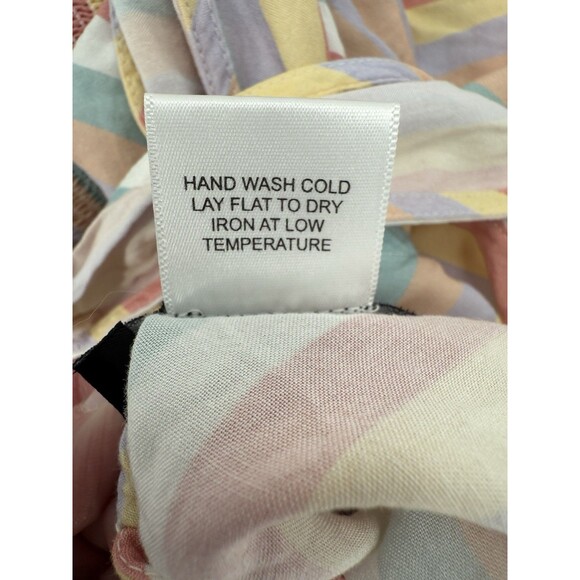 HAND WASH COLD
LAY FLAT TO DRY
IRON AT LOW
TEMPERATURE